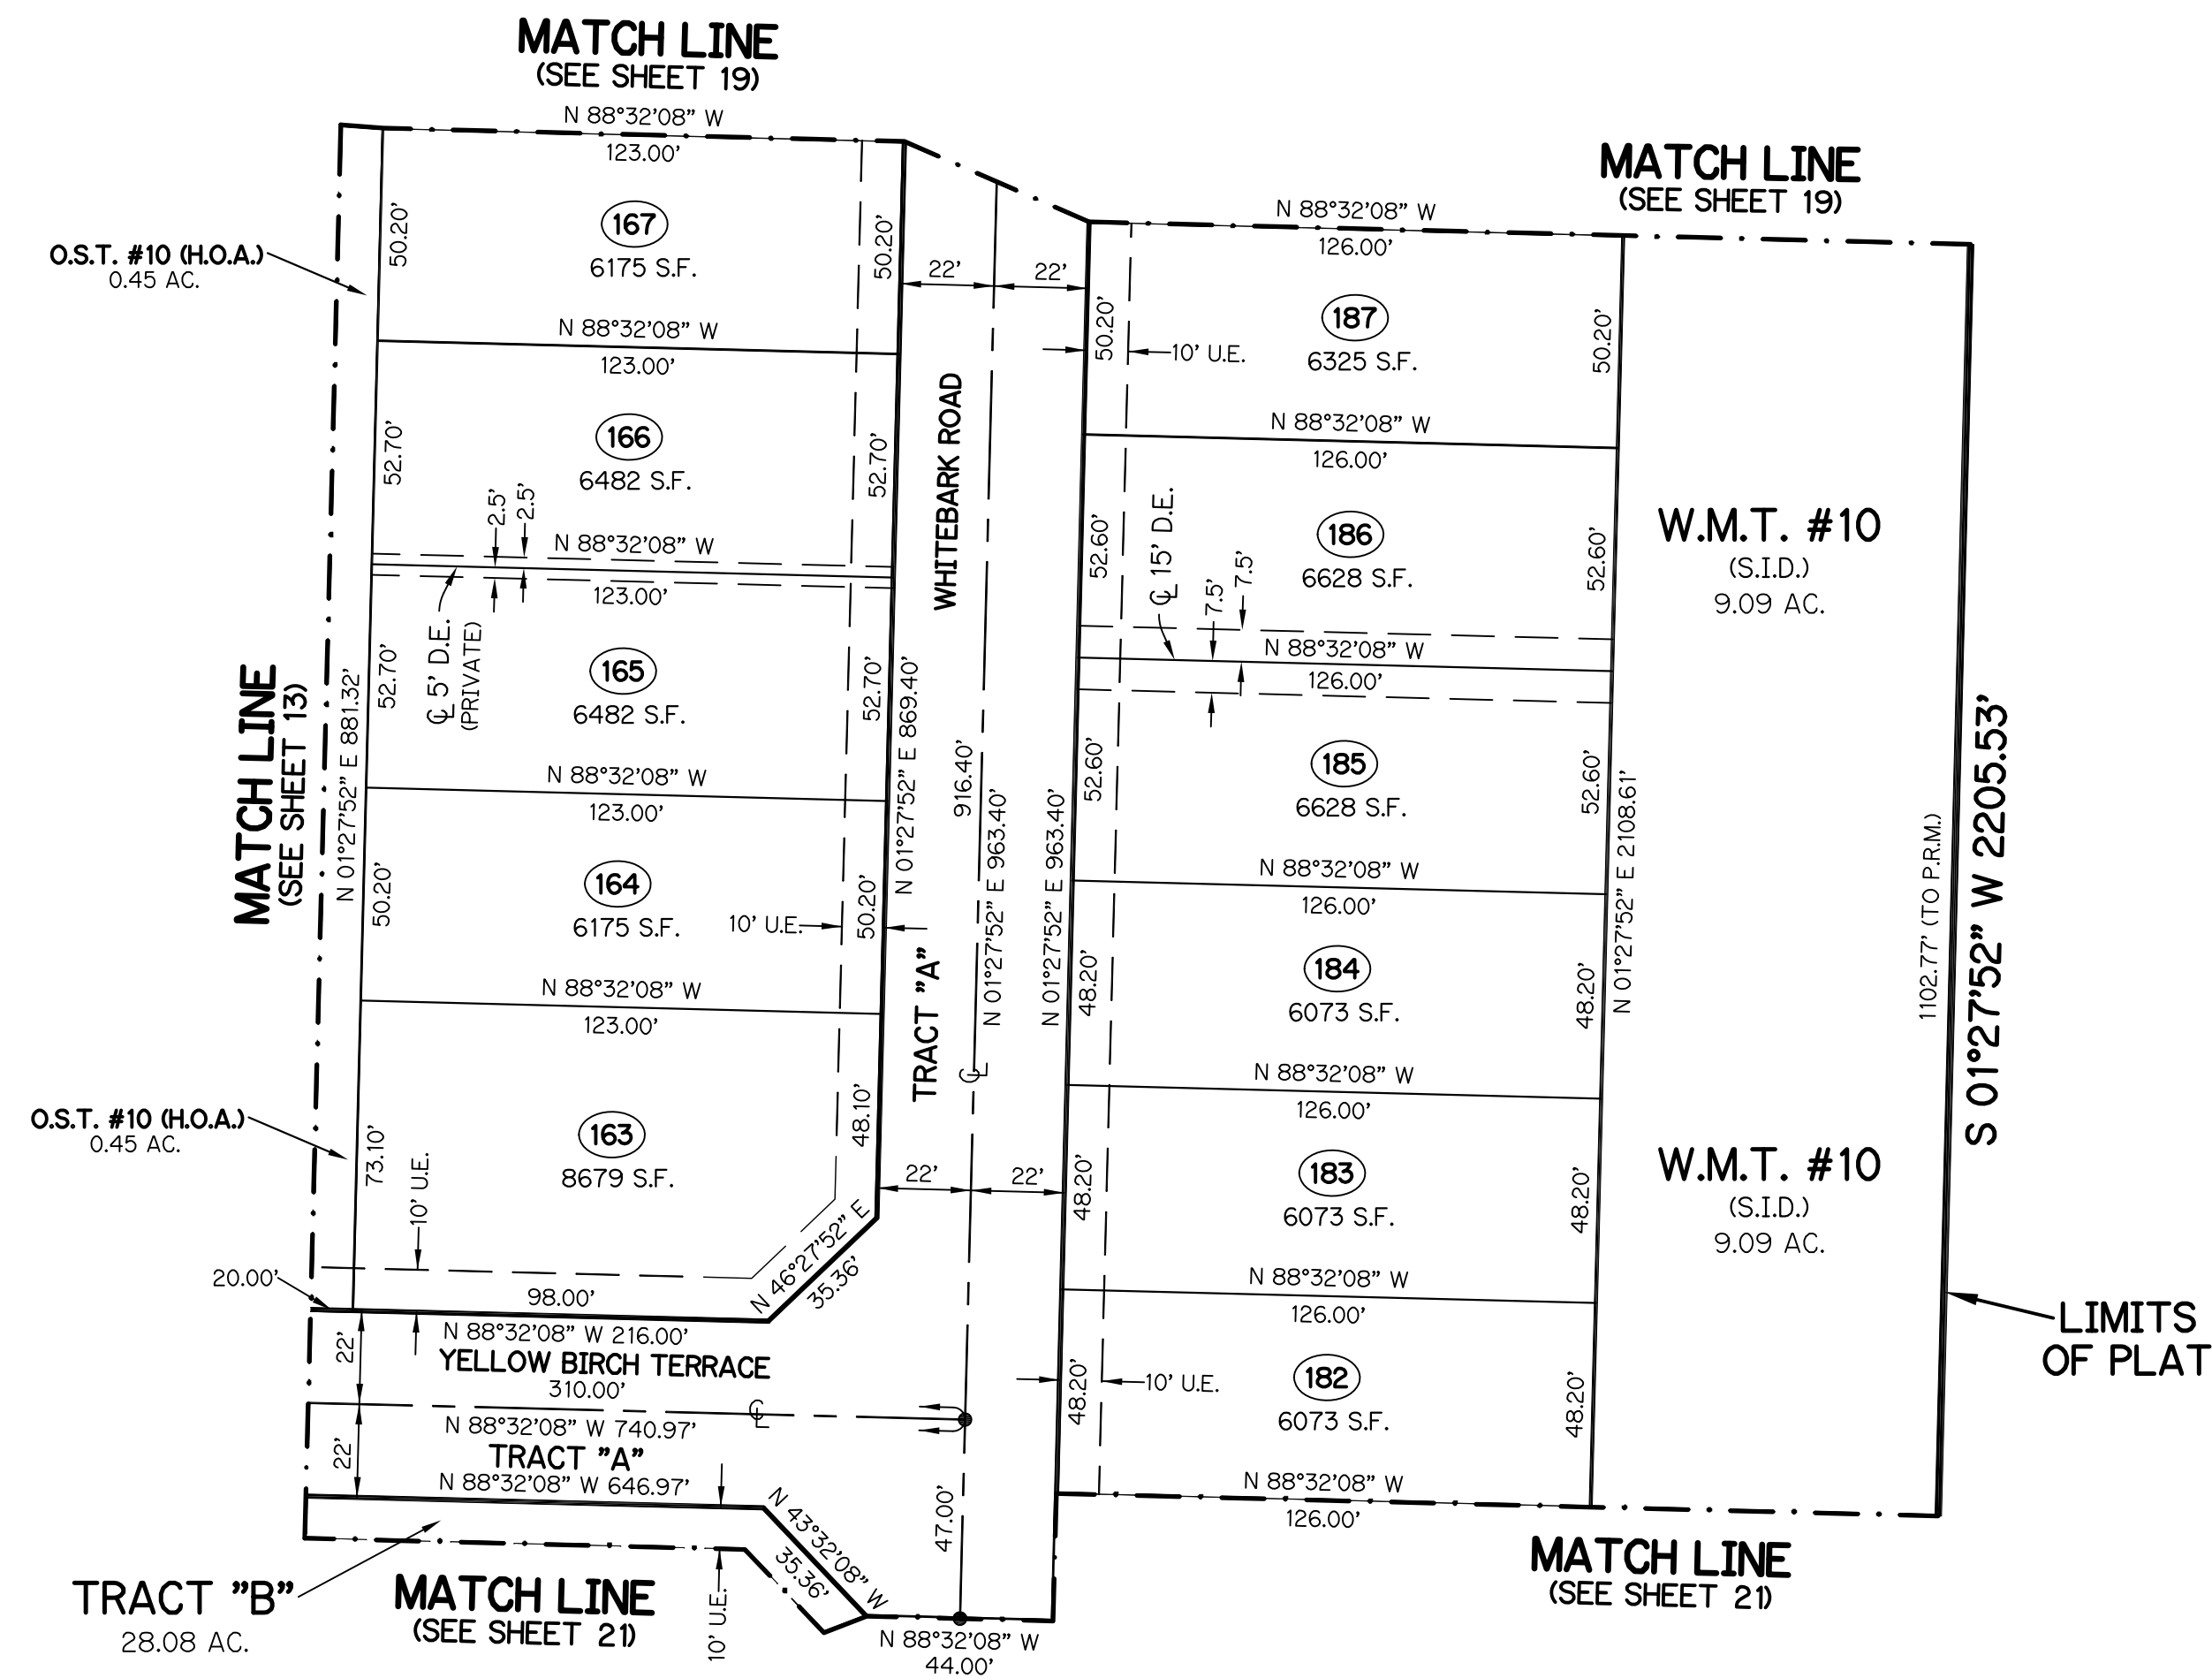 MATCH LINE
(SEE SHEET 19)
N 88°32'08" W
123.00'
50.20'
167
6175 S.F.
50.20'
O.S.T. #10 (H.O.A.)
0.45 AC.
N 88°32'08" W
123.00'
52.70'
166
6482 S.F.
52.70'
2.5'
2.5'
N 88°32'08" W
123.00'
℄ 5' D.E.
(PRIVATE)
52.70'
165
6482 S.F.
52.70'
MATCH LINE
(SEE SHEET 13)
N 01°27'52" E 881.32'
N 88°32'08" W
123.00'
50.20'
164
6175 S.F.
10' U.E.
50.20'
N 88°32'08" W
123.00'
O.S.T. #10 (H.O.A.)
0.45 AC.
73.10'
163
8679 S.F.
48.10'
10' U.E.
N 46°27'52" E
35.36'
20.00'
98.00'
N 88°32'08" W 216.00'
22'
YELLOW BIRCH TERRACE
310.00'
℄
N 88°32'08" W 740.97'
22'
TRACT "A"
N 88°32'08" W 646.97'
N 43°32'08" W
35.36'
10' U.E.
TRACT "B"
28.08 AC.
MATCH LINE
(SEE SHEET 21)
47.00'
N 88°32'08" W
44.00'
22'
22'
WHITEBARK ROAD
N 01°27'52" E 869.40'
916.40'
N 01°27'52" E 963.40'
N 01°27'52" E 963.40'
TRACT "A"
℄
22'
22'
MATCH LINE
(SEE SHEET 19)
N 88°32'08" W
126.00'
50.20'
187
6325 S.F.
50.20'
10' U.E.
N 88°32'08" W
126.00'
52.60'
186
6628 S.F.
52.60'
℄ 15' D.E.
7.5'
7.5'
N 88°32'08" W
126.00'
52.60'
185
6628 S.F.
52.60'
N 88°32'08" W
126.00'
48.20'
184
6073 S.F.
48.20'
N 88°32'08" W
126.00'
48.20'
183
6073 S.F.
48.20'
N 88°32'08" W
126.00'
48.20'
182
6073 S.F.
48.20'
10' U.E.
N 88°32'08" W
126.00'
N 01°27'52" E 2108.61'
W.M.T. #10
(S.I.D.)
9.09 AC.
1102.77' (TO P.R.M.)
S 01°27'52" W 2205.53'
W.M.T. #10
(S.I.D.)
9.09 AC.
LIMITS
OF PLAT
MATCH LINE
(SEE SHEET 21)